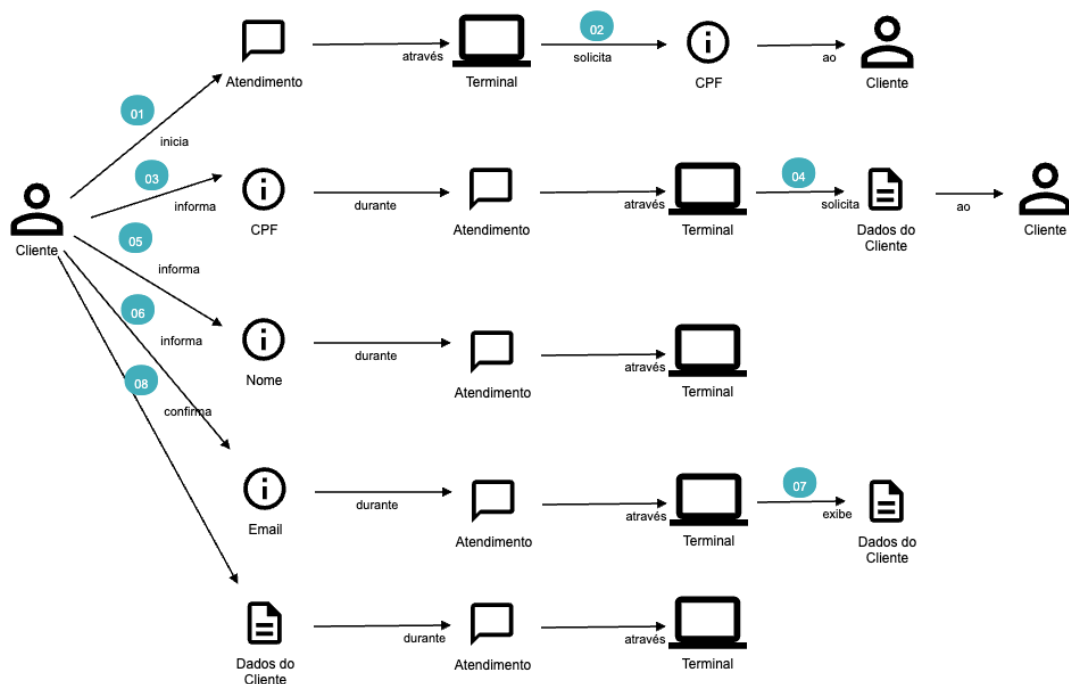 02
através
solicita
ao
Atendimento
Terminal
CPF
Cliente
01
inicia
03
04
informa
durante
através
solicita
ao
Cliente
CPF
Atendimento
Terminal
Dados do
Cliente
Cliente
05
informa
06
informa
durante
através
Nome
Atendimento
Terminal
08
confirma
07
durante
através
exibe
Email
Atendimento
Terminal
Dados do
Cliente
durante
através
Dados do
Cliente
Atendimento
Terminal